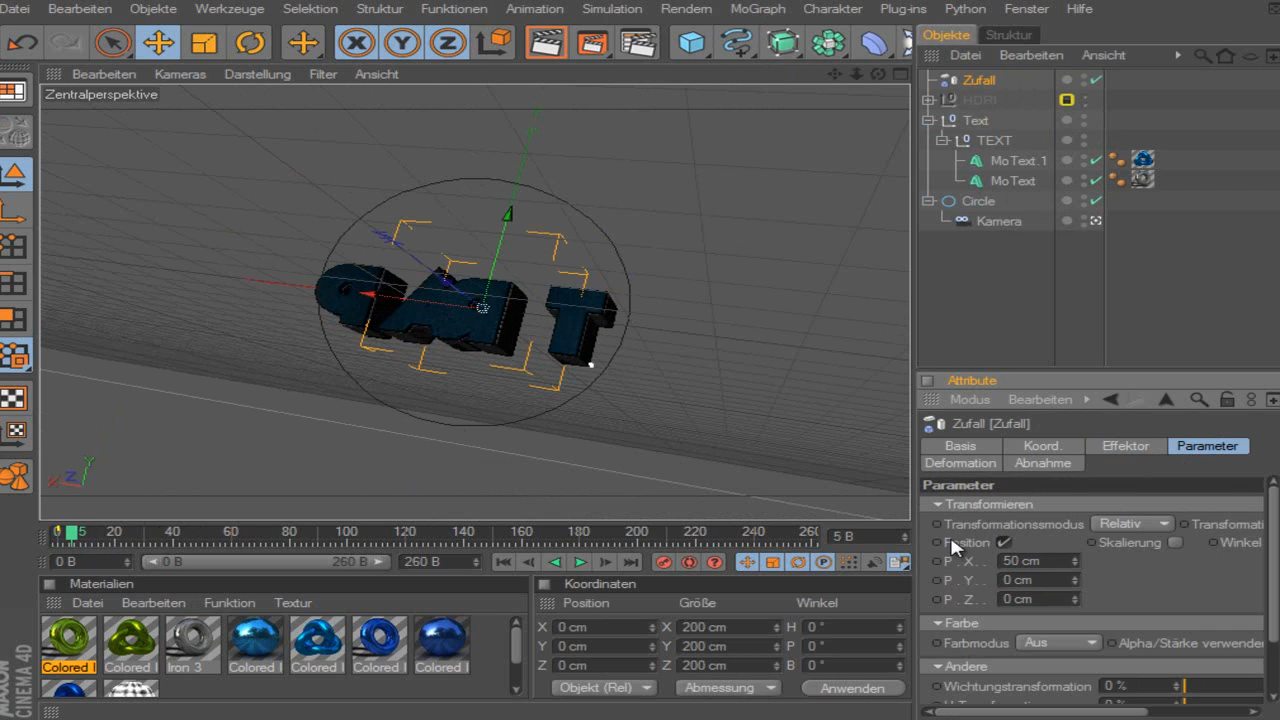 Datei Bearbeiten Objekte Werkzeuge Selektion Struktur Funktionen Animation Simulation Rendern MoGraph Charakter Plug-ins Python Fenster Hilfe
Objekte Struktur
Datei Bearbeiten Ansicht
Bearbeiten Kameras Darstellung Filter Ansicht
Zentralperspektive
Zufall
HDRI
Text
TEXT
MoText.1
MoText
Circle
Kamera
Attribute
Modus Bearbeiten
Zufall [Zufall]
Basis Koord. Effektor Parameter
Deformation Abnahme
Parameter
Transformieren
Transformationssmodus Relativ Transformati
Position Skalierung Winkel
P . X . . 50 cm
P . Y . . 0 cm
P . Z . . 0 cm
Farbe
Farbmodus Aus Alpha/Stärke verwenden
Andere
Wichtungstransformation 0 %
X Y Z
Y
X Z
0 5 20 40 60 80 100 120 140 160 180 200 220 240 260 5 B
0 B 0 B 260 B 260 B
Materialien
Datei Bearbeiten Funktion Textur
Colored I Colored I Iron 3 Colored I Colored I Colored I Colored I
Koordinaten
Position Größe Winkel
X 0 cm X 200 cm H 0 °
Y 0 cm Y 200 cm P 0 °
Z 0 cm Z 200 cm B 0 °
Objekt (Rel) Abmessung Anwenden
MAXON
CINEMA 4D